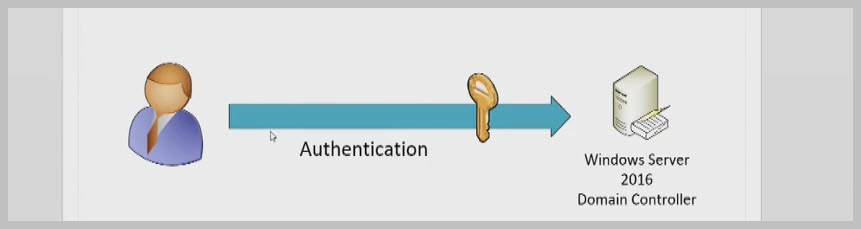 Authentication
Windows Server
2016
Domain Controller